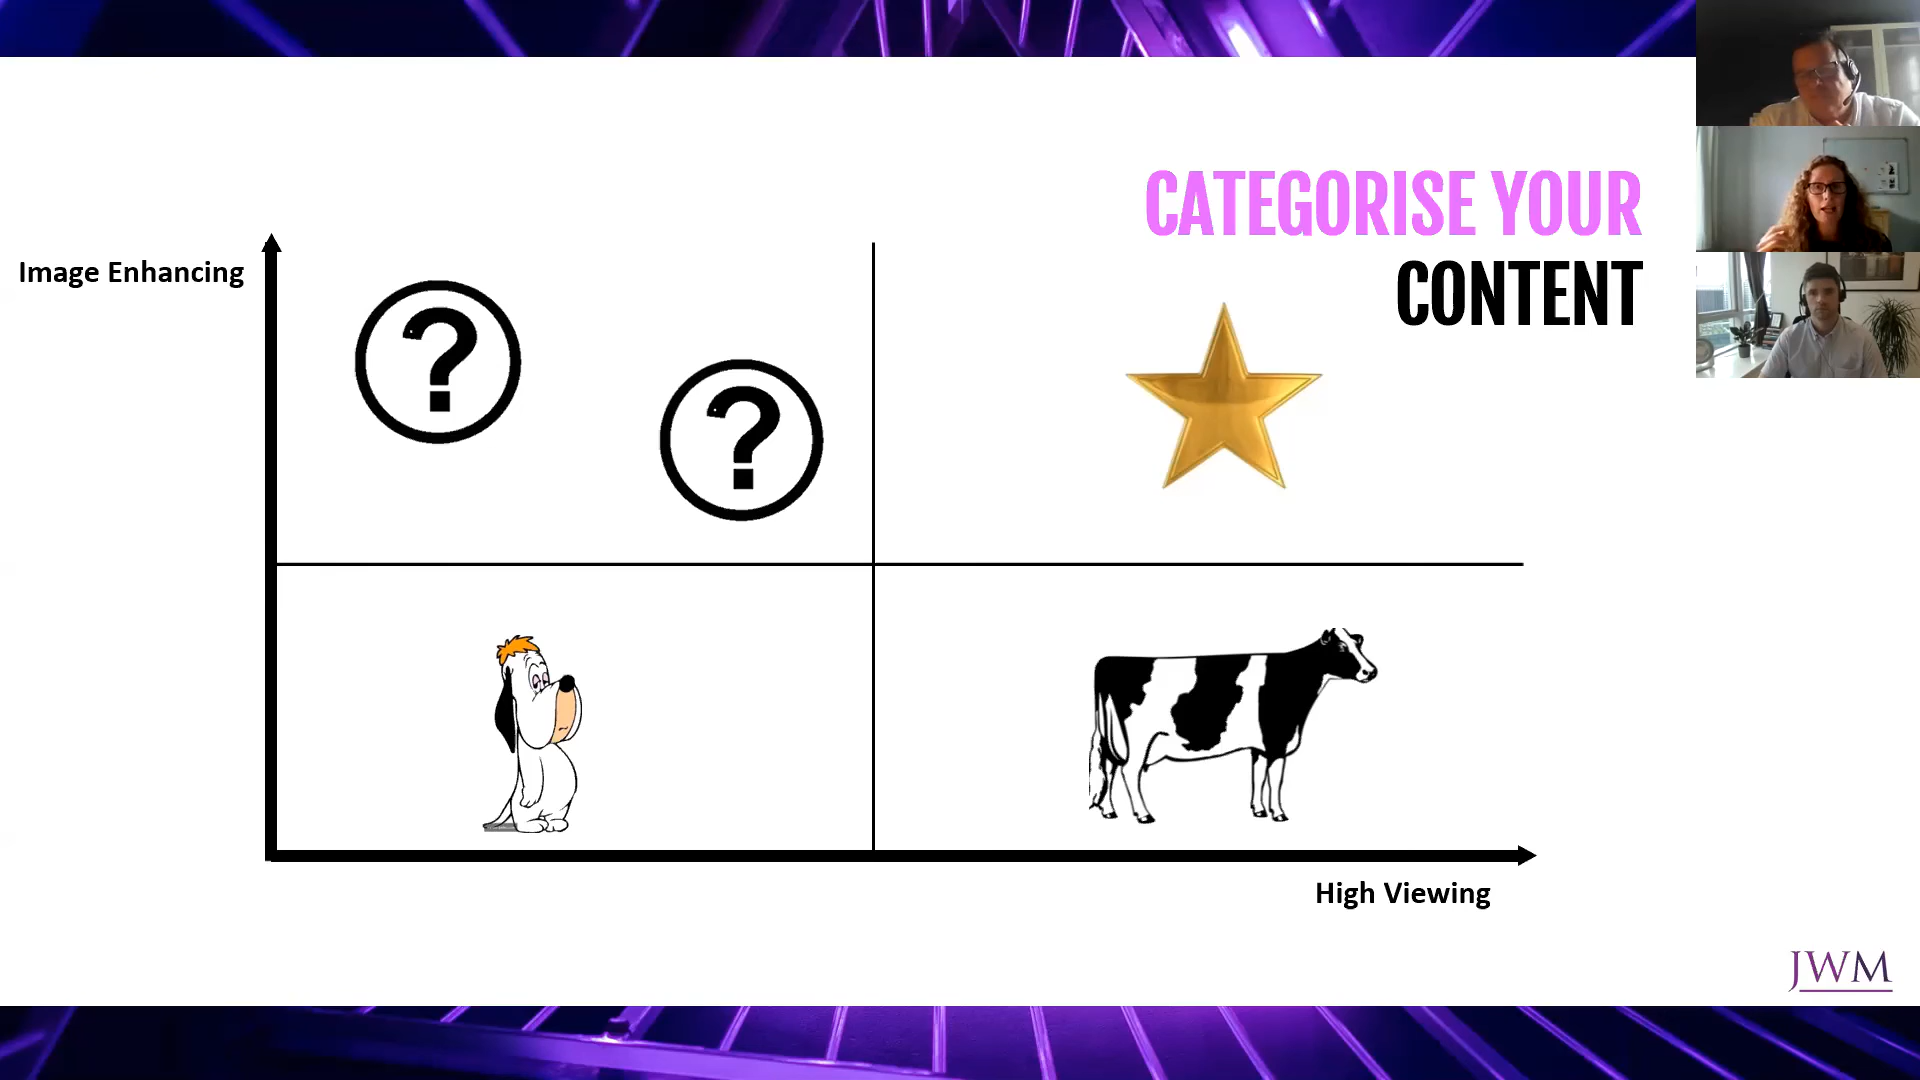 CATEGORISE YOUR
CONTENT
Image Enhancing
?
?
High Viewing
JWM